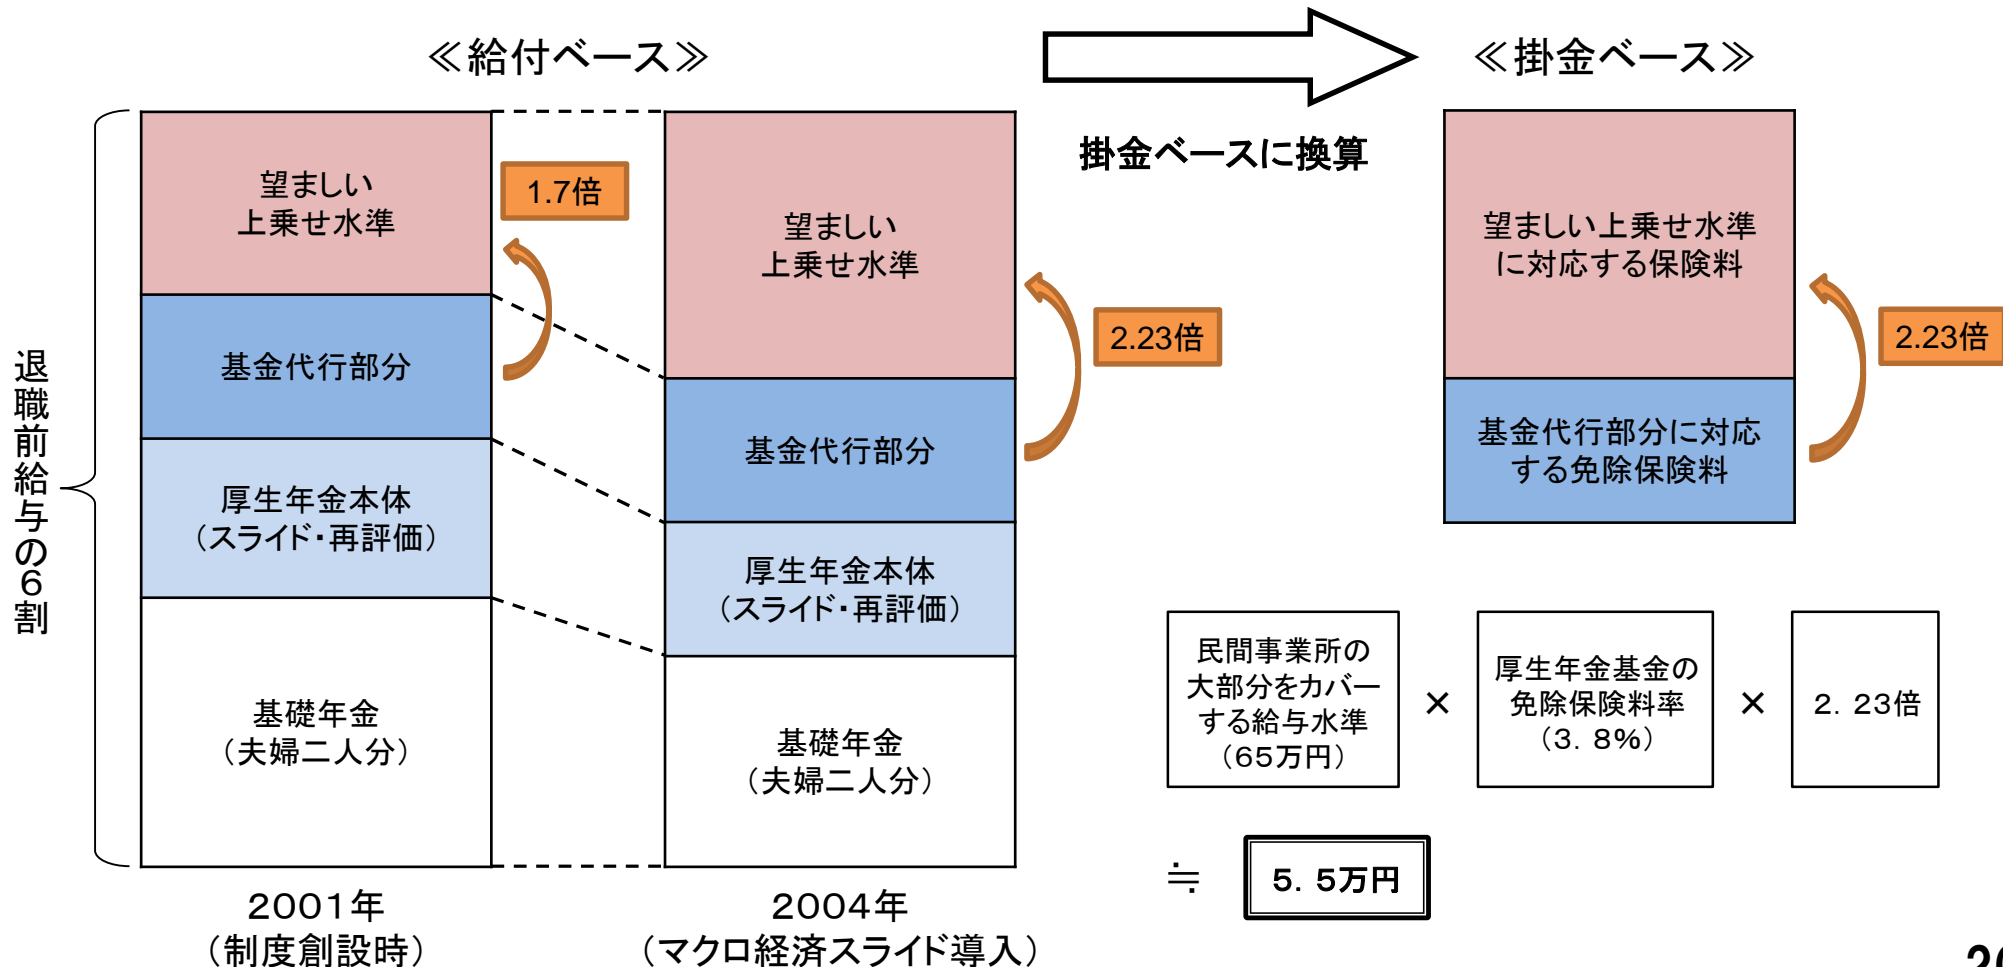 ≪給付ベース≫
≪掛金ベース≫
掛金ベースに換算
退職前給与の6割
望ましい
上乗せ水準
1.7倍
基金代行部分
厚生年金本体
（スライド・再評価）
基礎年金
（夫婦二人分）
2001年
（制度創設時）
望ましい
上乗せ水準
2.23倍
基金代行部分
厚生年金本体
（スライド・再評価）
基礎年金
（夫婦二人分）
2004年
（マクロ経済スライド導入）
望ましい上乗せ水準
に対応する保険料
2.23倍
基金代行部分に対応
する免除保険料
民間事業所の
大部分をカバー
する給与水準
（65万円）
×
厚生年金基金の
免除保険料率
（3．8％）
×
2．23倍
≒
5．5万円